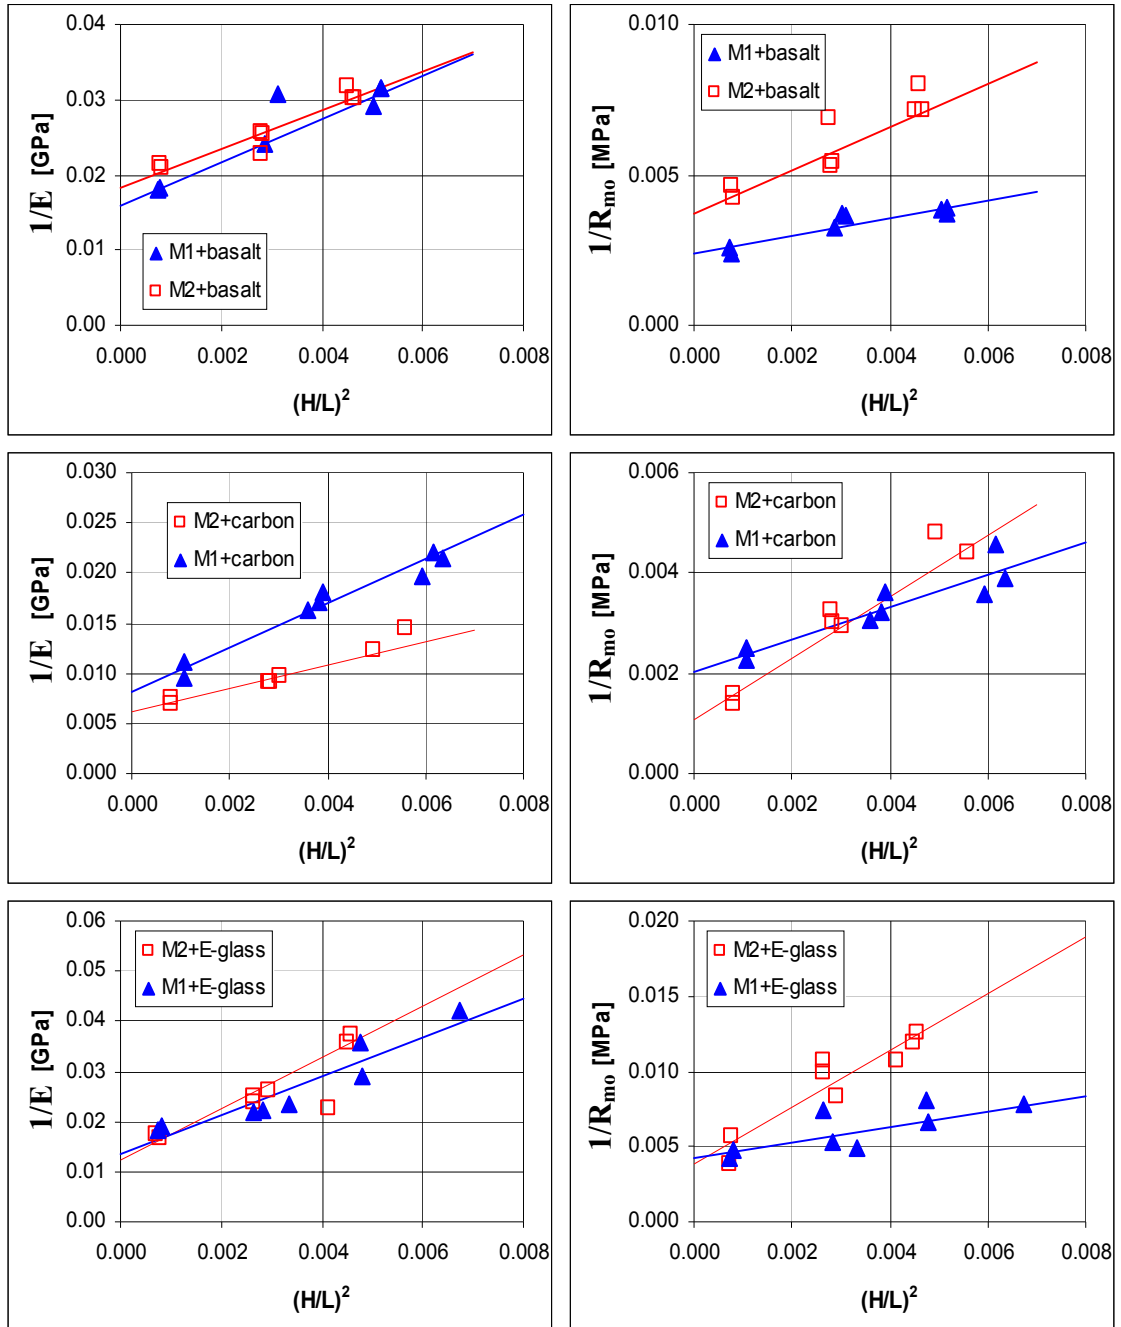 0.04
0.03
0.02
0.01
0.00
1/E [GPa]
M1+basalt
M2+basalt
0.000 0.002 0.004 0.006 0.008
(H/L)²
0.010
0.005
0.000
1/Rmo [MPa]
M1+basalt
M2+basalt
0.000 0.002 0.004 0.006 0.008
(H/L)²
0.030
0.025
0.020
0.015
0.010
0.005
0.000
1/E [GPa]
M2+carbon
M1+carbon
0.000 0.002 0.004 0.006 0.008
(H/L)²
0.006
0.004
0.002
0.000
1/Rmo [MPa]
M2+carbon
M1+carbon
0.000 0.002 0.004 0.006 0.008
(H/L)²
0.06
0.05
0.04
0.03
0.02
0.01
0.00
1/E [GPa]
M2+E-glass
M1+E-glass
0.000 0.002 0.004 0.006 0.008
(H/L)²
0.020
0.015
0.010
0.005
0.000
1/Rmo [MPa]
M2+E-glass
M1+E-glass
0.000 0.002 0.004 0.006 0.008
(H/L)²